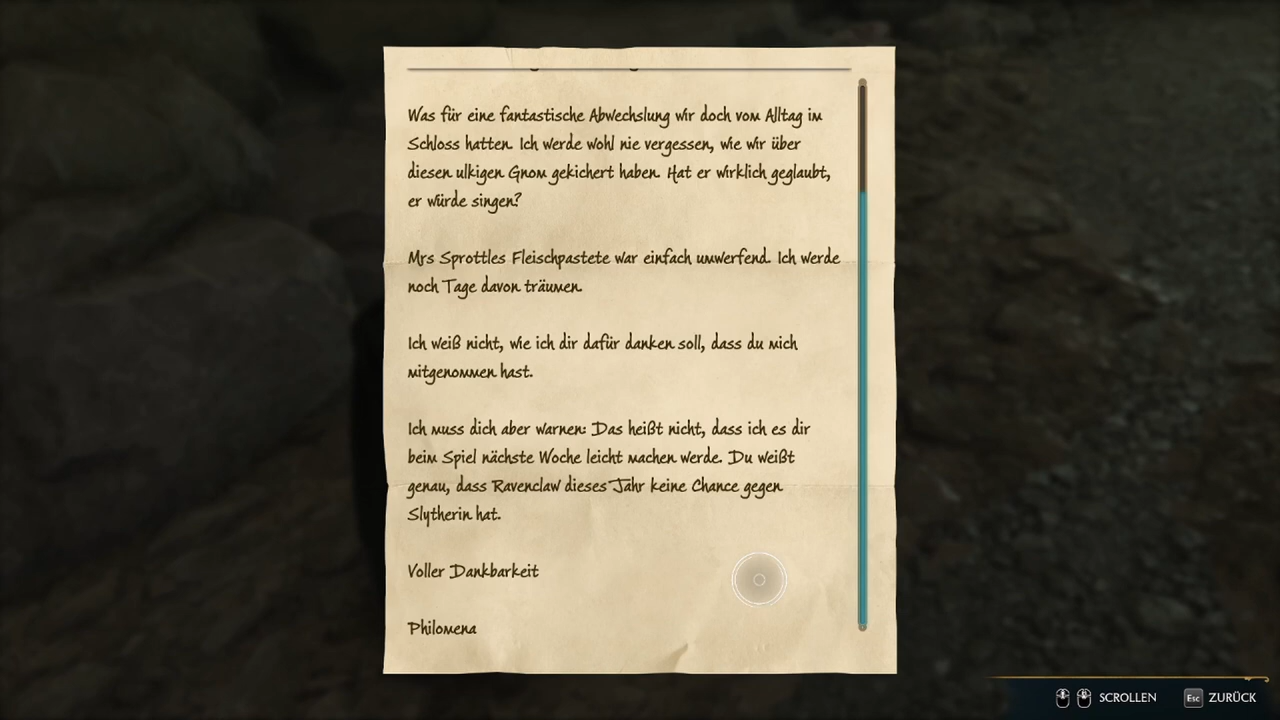 Was für eine fantastische Abwechslung wir doch vom Alltag im
Schloss hatten. Ich werde wohl nie vergessen, wie wir über
diesen ulkigen Gnom gekichert haben. Hat er wirklich geglaubt,
er würde singen?
Mrs Sprottles Fleischpastete war einfach umwerfend. Ich werde
noch Tage davon träumen.
Ich weiß nicht, wie ich dir dafür danken soll, dass du mich
mitgenommen hast.
Ich muss dich aber warnen: Das heißt nicht, dass ich es dir
beim Spiel nächste Woche leicht machen werde. Du weißt
genau, dass Ravenclaw dieses Jahr keine Chance gegen
Slytherin hat.
Voller Dankbarkeit
Philomena
SCROLLEN
Esc ZURÜCK